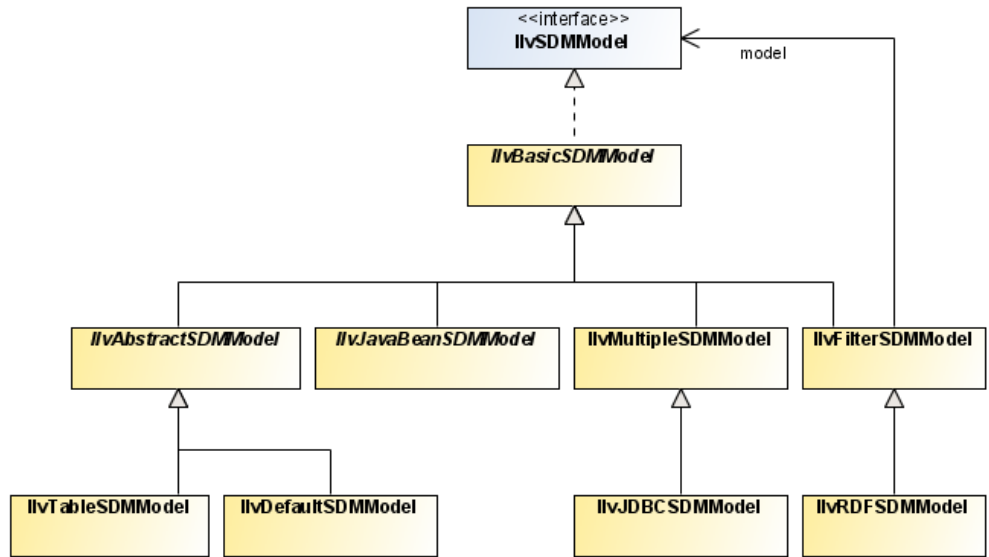 <<interface>>
IlvSDMModel
model
IlvBasicSDMModel
IlvAbstractSDMModel
IlvJavaBeanSDMModel
IlvMultipleSDMModel
IlvFilterSDMModel
IlvTableSDMModel
IlvDefaultSDMModel
IlvJDBCSDMModel
IlvRDFSDMModel